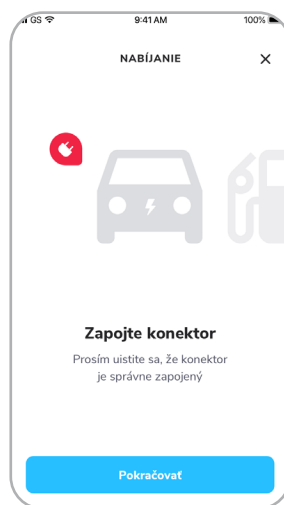 GS 9:41 AM 100%
NABÍJANIE
Zapojte konektor
Prosím uistite sa, že konektor
je správne zapojený
Pokračovať